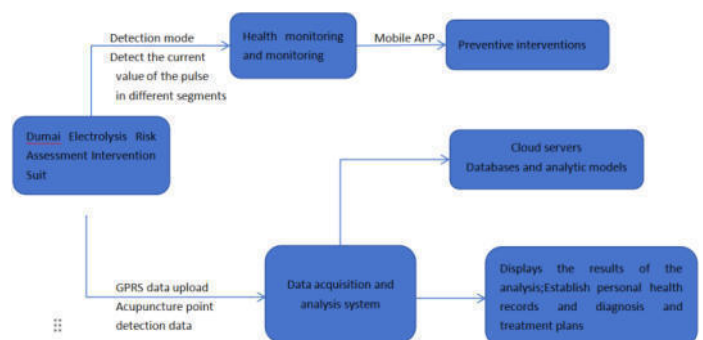 Detection mode
Detect the current
value of the pulse
in different segments
Health monitoring
and monitoring
Mobile APP
Preventive interventions
Dumai Electrolysis Risk
Assessment Intervention
Suit
Cloud servers
Databases and analytic models
GPRS data upload
Acupuncture point
detection data
Data acquisition and
analysis system
Displays the results of the
analysis;Establish personal health
records and diagnosis and
treatment plans